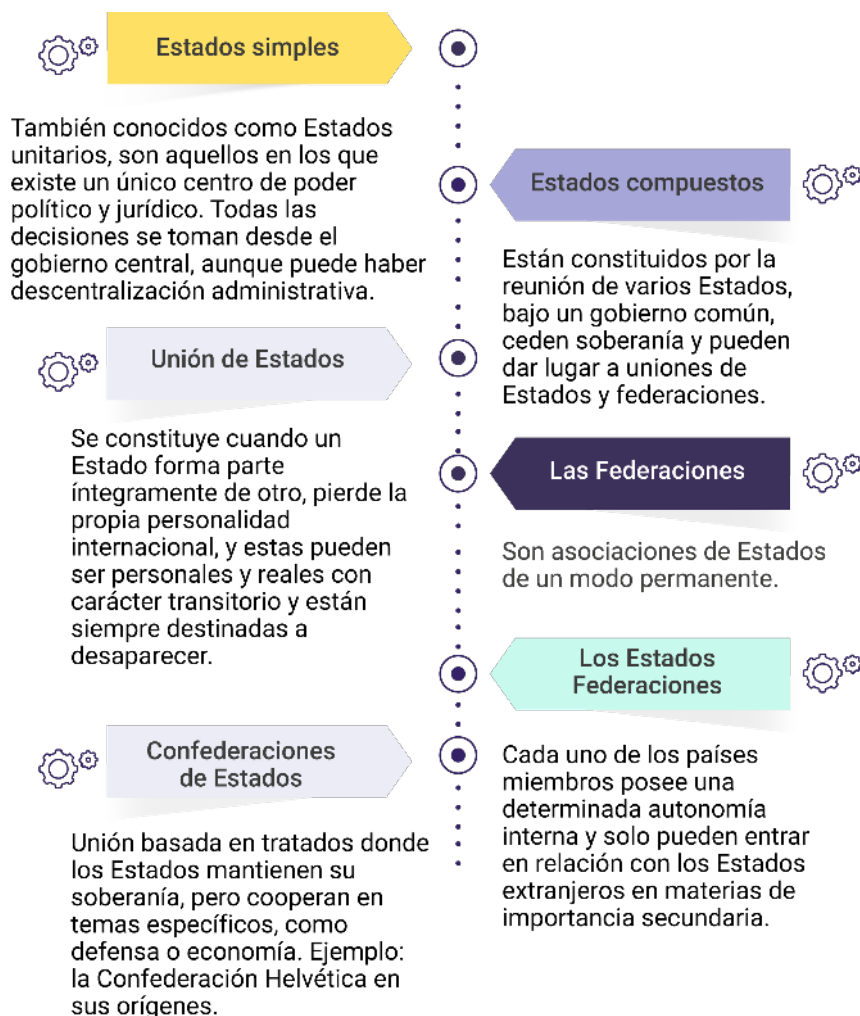 Estados simples
También conocidos como Estados
unitarios, son aquellos en los que
existe un único centro de poder
político y jurídico. Todas las
decisiones se toman desde el
gobierno central, aunque puede haber
descentralización administrativa.
Estados compuestos
Están constituidos por la
reunión de varios Estados,
bajo un gobierno común,
ceden soberanía y pueden
dar lugar a uniones de
Estados y federaciones.
Unión de Estados
Se constituye cuando un
Estado forma parte
íntegramente de otro, pierde la
propia personalidad
internacional, y estas pueden
ser personales y reales con
carácter transitorio y están
siempre destinadas a
desaparecer.
Las Federaciones
Son asociaciones de Estados
de un modo permanente.
Los Estados
Federaciones
Cada uno de los países
miembros posee una
determinada autonomía
interna y solo pueden entrar
en relación con los Estados
extranjeros en materias de
importancia secundaria.
Confederaciones
de Estados
Unión basada en tratados donde
los Estados mantienen su
soberanía, pero cooperan en
temas específicos, como
defensa o economía. Ejemplo:
la Confederación Helvética en
sus orígenes.